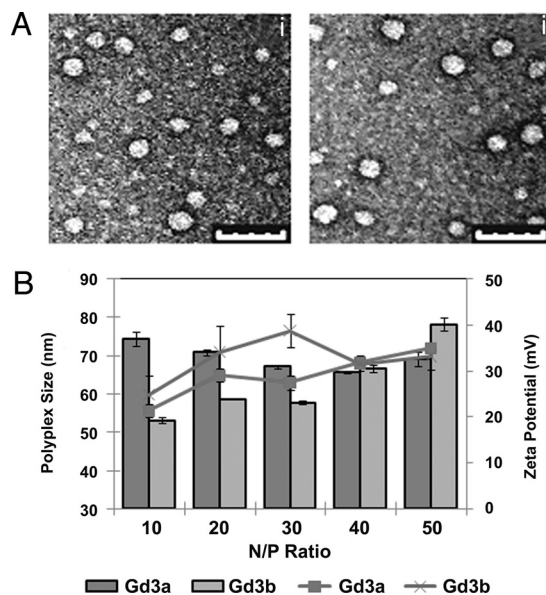 A
i
i
B
90
80
70
60
50
40
30
Polyplex Size (nm)
50
40
30
20
10
0
Zeta Potential (mV)
10 20 30 40 50
N/P Ratio
Gd3a Gd3b Gd3a Gd3b